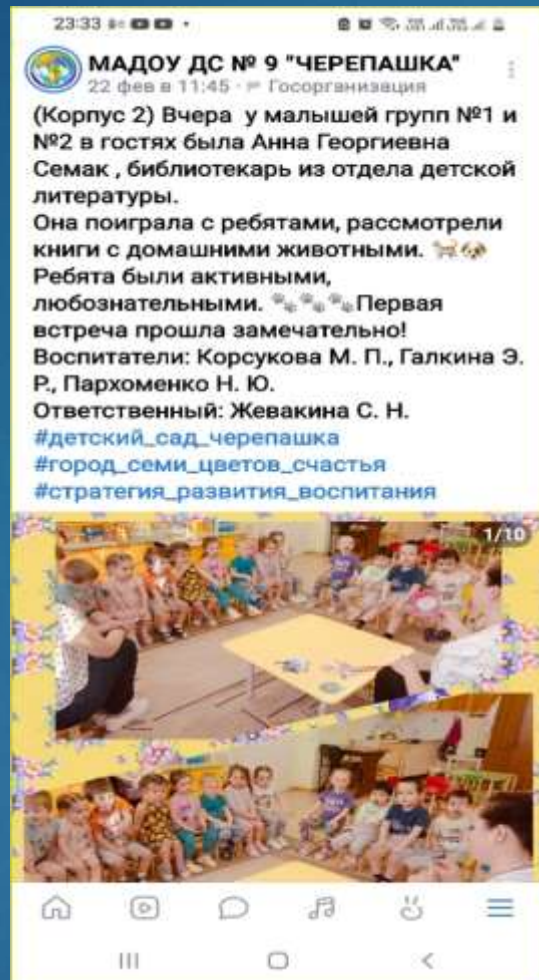 23:33
МАДОУ ДС № 9 "ЧЕРЕПАШКА"
22 фев в 11:45 · Госорганизация
(Корпус 2) Вчера у малышей групп №1 и
№2 в гостях была Анна Георгиевна
Семак , библиотекарь из отдела детской
литературы.
Она поиграла с ребятами, рассмотрели
книги с домашними животными. 🐕🐶
Ребята были активными,
любознательными. 🐾🐾🐾Первая
встреча прошла замечательно!
Воспитатели: Корсукова М. П., Галкина Э.
Р., Пархоменко Н. Ю.
Ответственный: Жевакина С. Н.
#детский_сад_черепашка
#город_семи_цветов_счастья
#стратегия_развития_воспитания
1/10